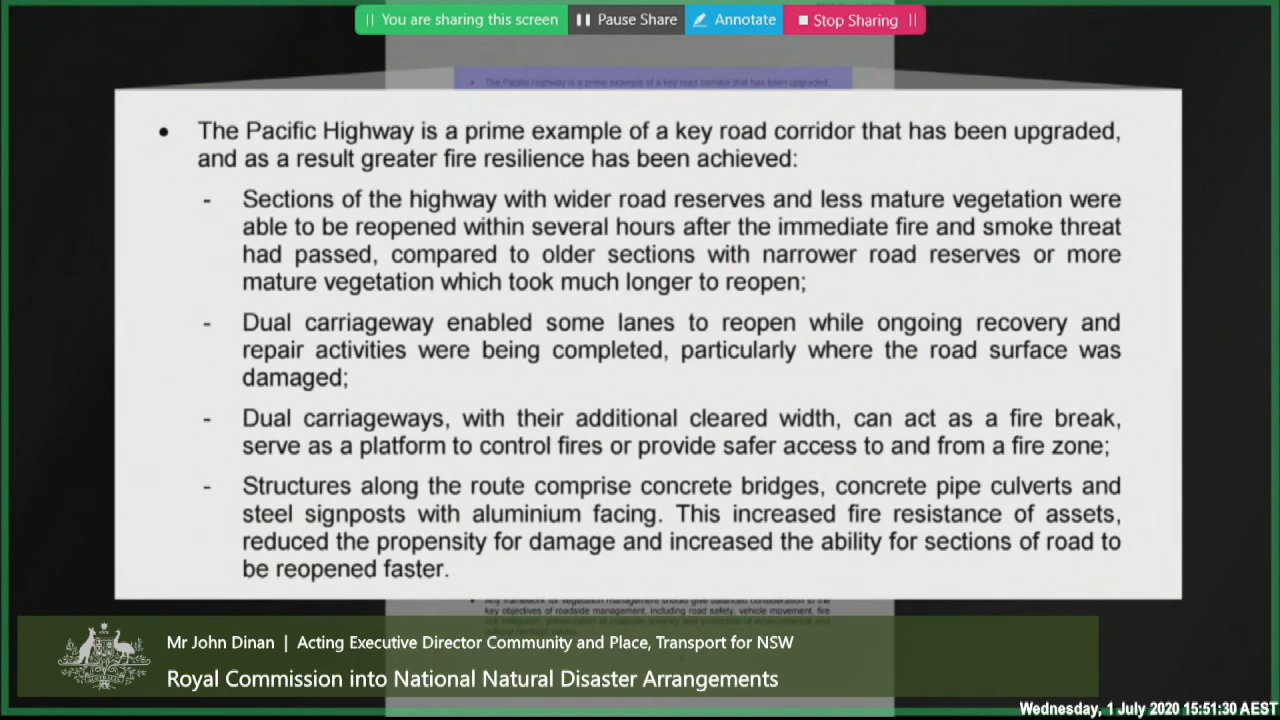 You are sharing this screen
Pause Share
Annotate
Stop Sharing
• The Pacific Highway is a prime example of a key road corridor that has been upgraded,
• The Pacific Highway is a prime example of a key road corridor that has been upgraded,
and as a result greater fire resilience has been achieved:
- Sections of the highway with wider road reserves and less mature vegetation were
able to be reopened within several hours after the immediate fire and smoke threat
had passed, compared to older sections with narrower road reserves or more
mature vegetation which took much longer to reopen;
- Dual carriageway enabled some lanes to reopen while ongoing recovery and
repair activities were being completed, particularly where the road surface was
damaged;
- Dual carriageways, with their additional cleared width, can act as a fire break,
serve as a platform to control fires or provide safer access to and from a fire zone;
- Structures along the route comprise concrete bridges, concrete pipe culverts and
steel signposts with aluminium facing. This increased fire resistance of assets,
reduced the propensity for damage and increased the ability for sections of road to
be reopened faster.
• Any framework for vegetation management should give balanced consideration to the
key objectives of roadside management, including road safety, vehicle movement, fire
Mr John Dinan | Acting Executive Director Community and Place, Transport for NSW
Royal Commission into National Natural Disaster Arrangements
Wednesday, 1 July 2020 15:51:30 AEST